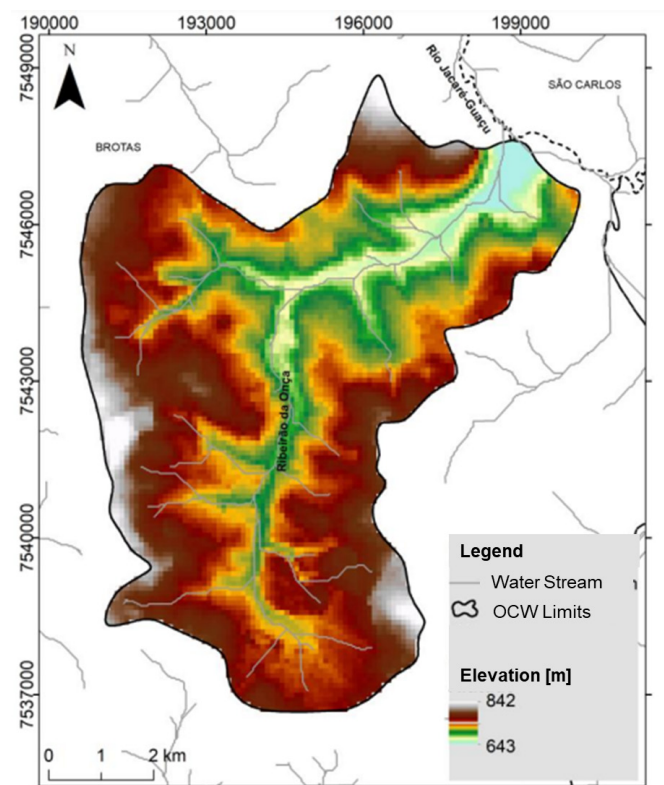 190000 193000 196000 199000
7549000
7546000
7543000
7540000
7537000
N
BROTAS
Rio Jacaré-Guaçu
SÃO CARLOS
Ribeirão da Onça
Legend
Water Stream
OCW Limits
Elevation [m]
842
643
0 1 2 km